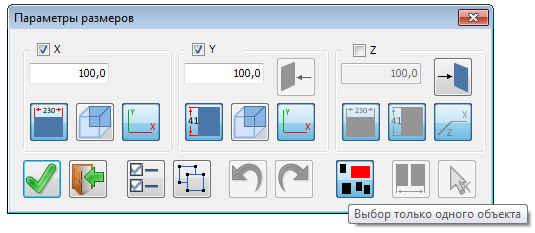 Параметры размеров
X
Y
Z
100,0
100,0
100,0
230
Y
X
41
Y
X
230
41
X
Z
Выбор только одного объекта